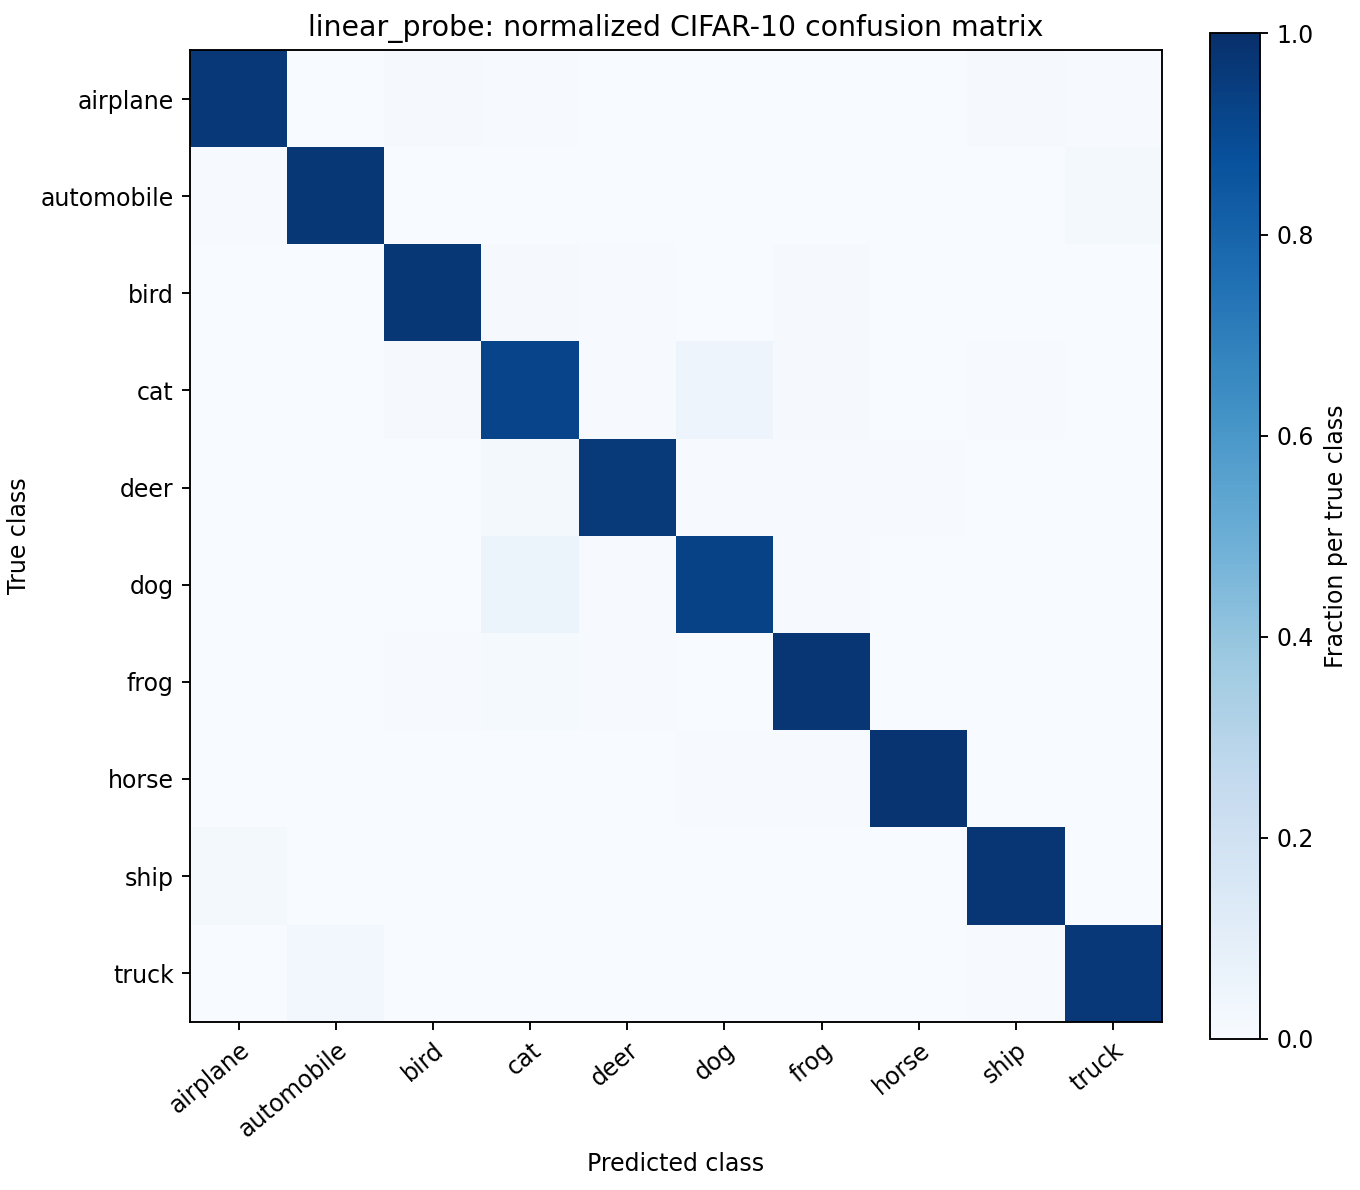 linear_probe: normalized CIFAR-10 confusion matrix
True class
airplane
automobile
bird
cat
deer
dog
frog
horse
ship
truck
airplane
automobile
bird
cat
deer
dog
frog
horse
ship
truck
Predicted class
1.0
0.8
0.6
0.4
0.2
0.0
Fraction per true class